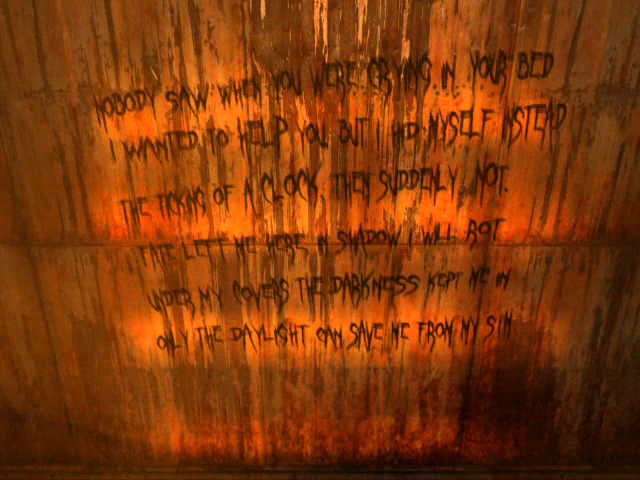 NOBODY SAW WHEN YOU WERE CRYING IN YOUR BED
I WANTED TO HELP YOU BUT I HID MYSELF INSTEAD
THE TICKING OF A CLOCK, THEN SUDDENLY, NOT.
FATE LEFT ME HERE IN SHADOW I WILL ROT
UNDER MY COVERS THE DARKNESS KEPT ME IN
ONLY THE DAYLIGHT CAN SAVE ME FROM MY SIN